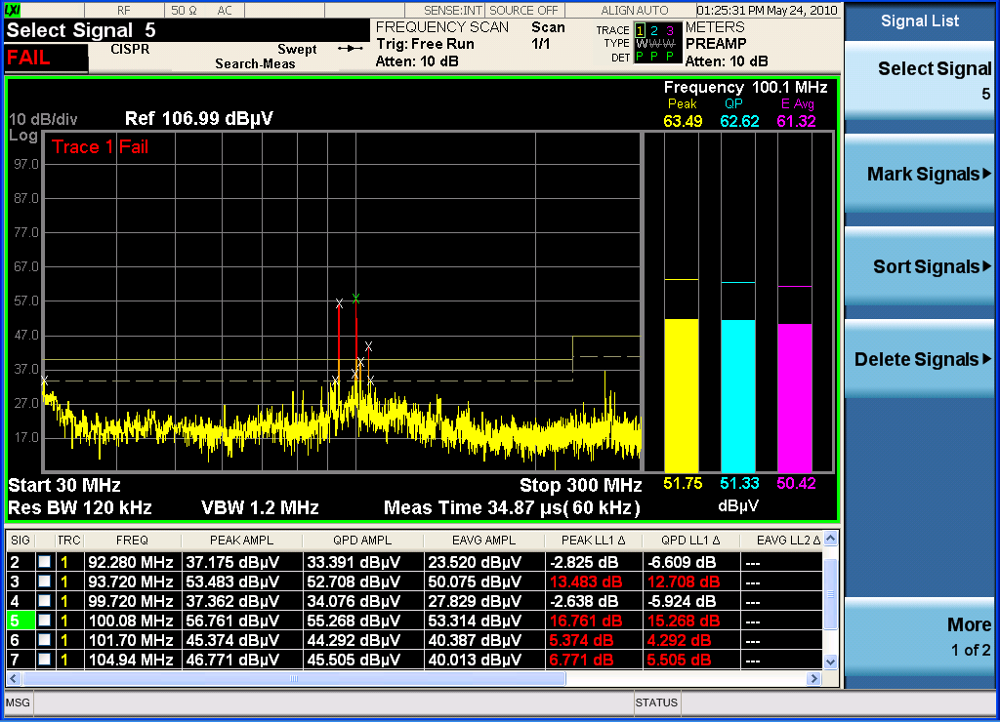 LXI RF 50 Ω AC SENSE:INT SOURCE OFF ALIGN AUTO 01:25:31 PM May 24, 2010
Select Signal 5
FAIL
CISPR
Swept
Search-Meas
FREQUENCY SCAN
Trig: Free Run
Atten: 10 dB
Scan
1/1
TRACE 1 2 3
TYPE W W W
DET P P P
METERS
PREAMP
Atten: 10 dB
Frequency 100.1 MHz
Peak QP E Avg
63.49 62.62 61.32
10 dB/div
Log
Ref 106.99 dBµV
Trace 1 Fail
97.0
87.0
77.0
67.0
57.0
47.0
37.0
27.0
17.0
51.75 51.33 50.42
dBµV
Start 30 MHz
Stop 300 MHz
Res BW 120 kHz
VBW 1.2 MHz
Meas Time 34.87 µs( 60 kHz)
SIG TRC FREQ PEAK AMPL QPD AMPL EAVG AMPL PEAK LL1 Δ QPD LL1 Δ EAVG LL2 Δ
2 1 92.280 MHz 37.175 dBµV 33.391 dBµV 23.520 dBµV -2.825 dB -6.609 dB ---
3 1 93.720 MHz 53.483 dBµV 52.708 dBµV 50.075 dBµV 13.483 dB 12.708 dB ---
4 1 99.720 MHz 37.362 dBµV 34.076 dBµV 27.829 dBµV -2.638 dB -5.924 dB ---
5 1 100.08 MHz 56.761 dBµV 55.268 dBµV 53.314 dBµV 16.761 dB 15.268 dB ---
6 1 101.70 MHz 45.374 dBµV 44.292 dBµV 40.387 dBµV 5.374 dB 4.292 dB ---
7 1 104.94 MHz 46.771 dBµV 45.505 dBµV 40.013 dBµV 6.771 dB 5.505 dB ---
MSG
STATUS
Signal List
Select Signal
5
Mark Signals
Sort Signals
Delete Signals
More
1 of 2